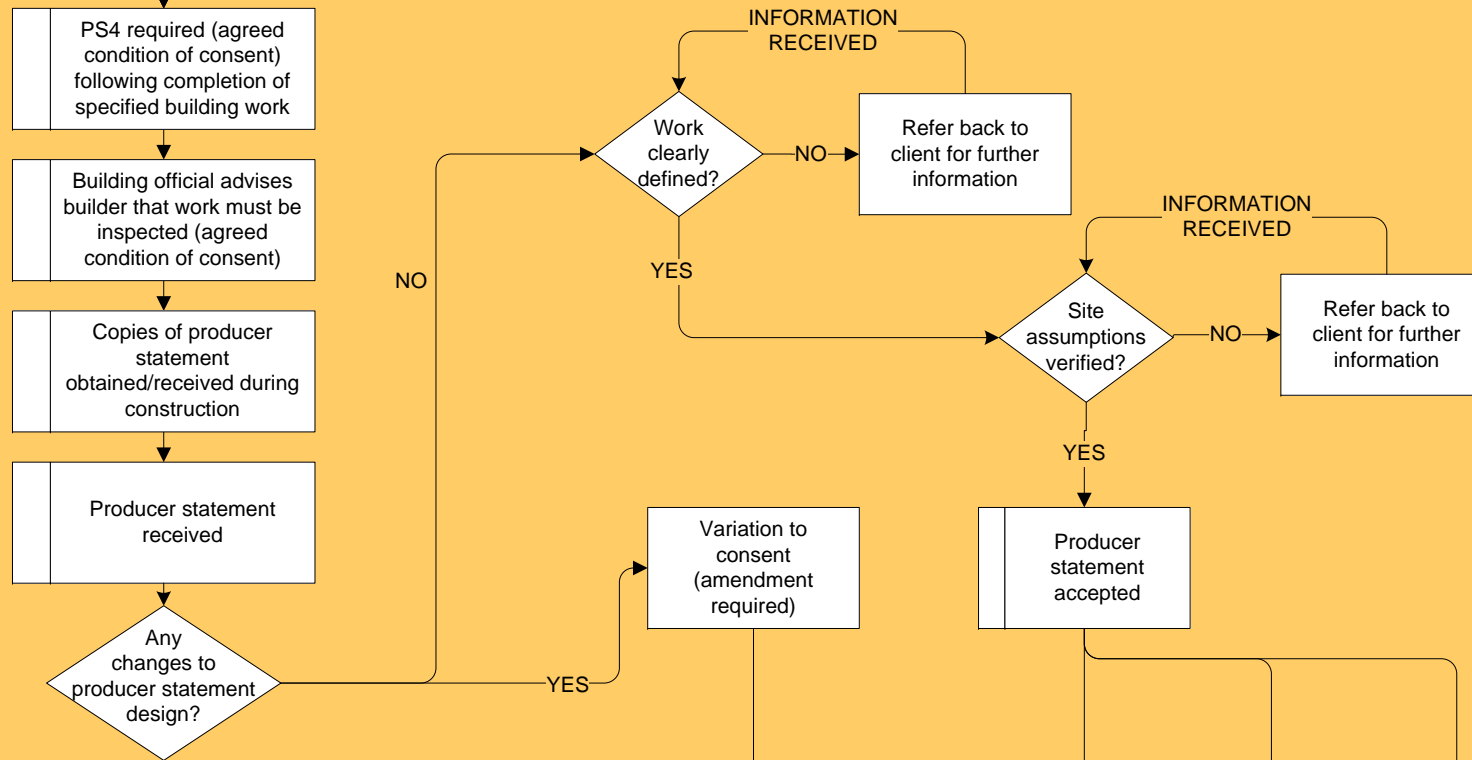 PS4 required (agreed
condition of consent)
following completion of
specified building work
Building official advises
builder that work must be
inspected (agreed
condition of consent)
Copies of producer
statement
obtained/received during
construction
Producer statement
received
Any
changes to
producer statement
design?
NO
YES
INFORMATION
RECEIVED
Work
clearly
defined?
NO
Refer back to
client for further
information
YES
INFORMATION
RECEIVED
Site
assumptions
verified?
NO
Refer back to
client for further
information
YES
Variation to
consent
(amendment
required)
Producer
statement
accepted